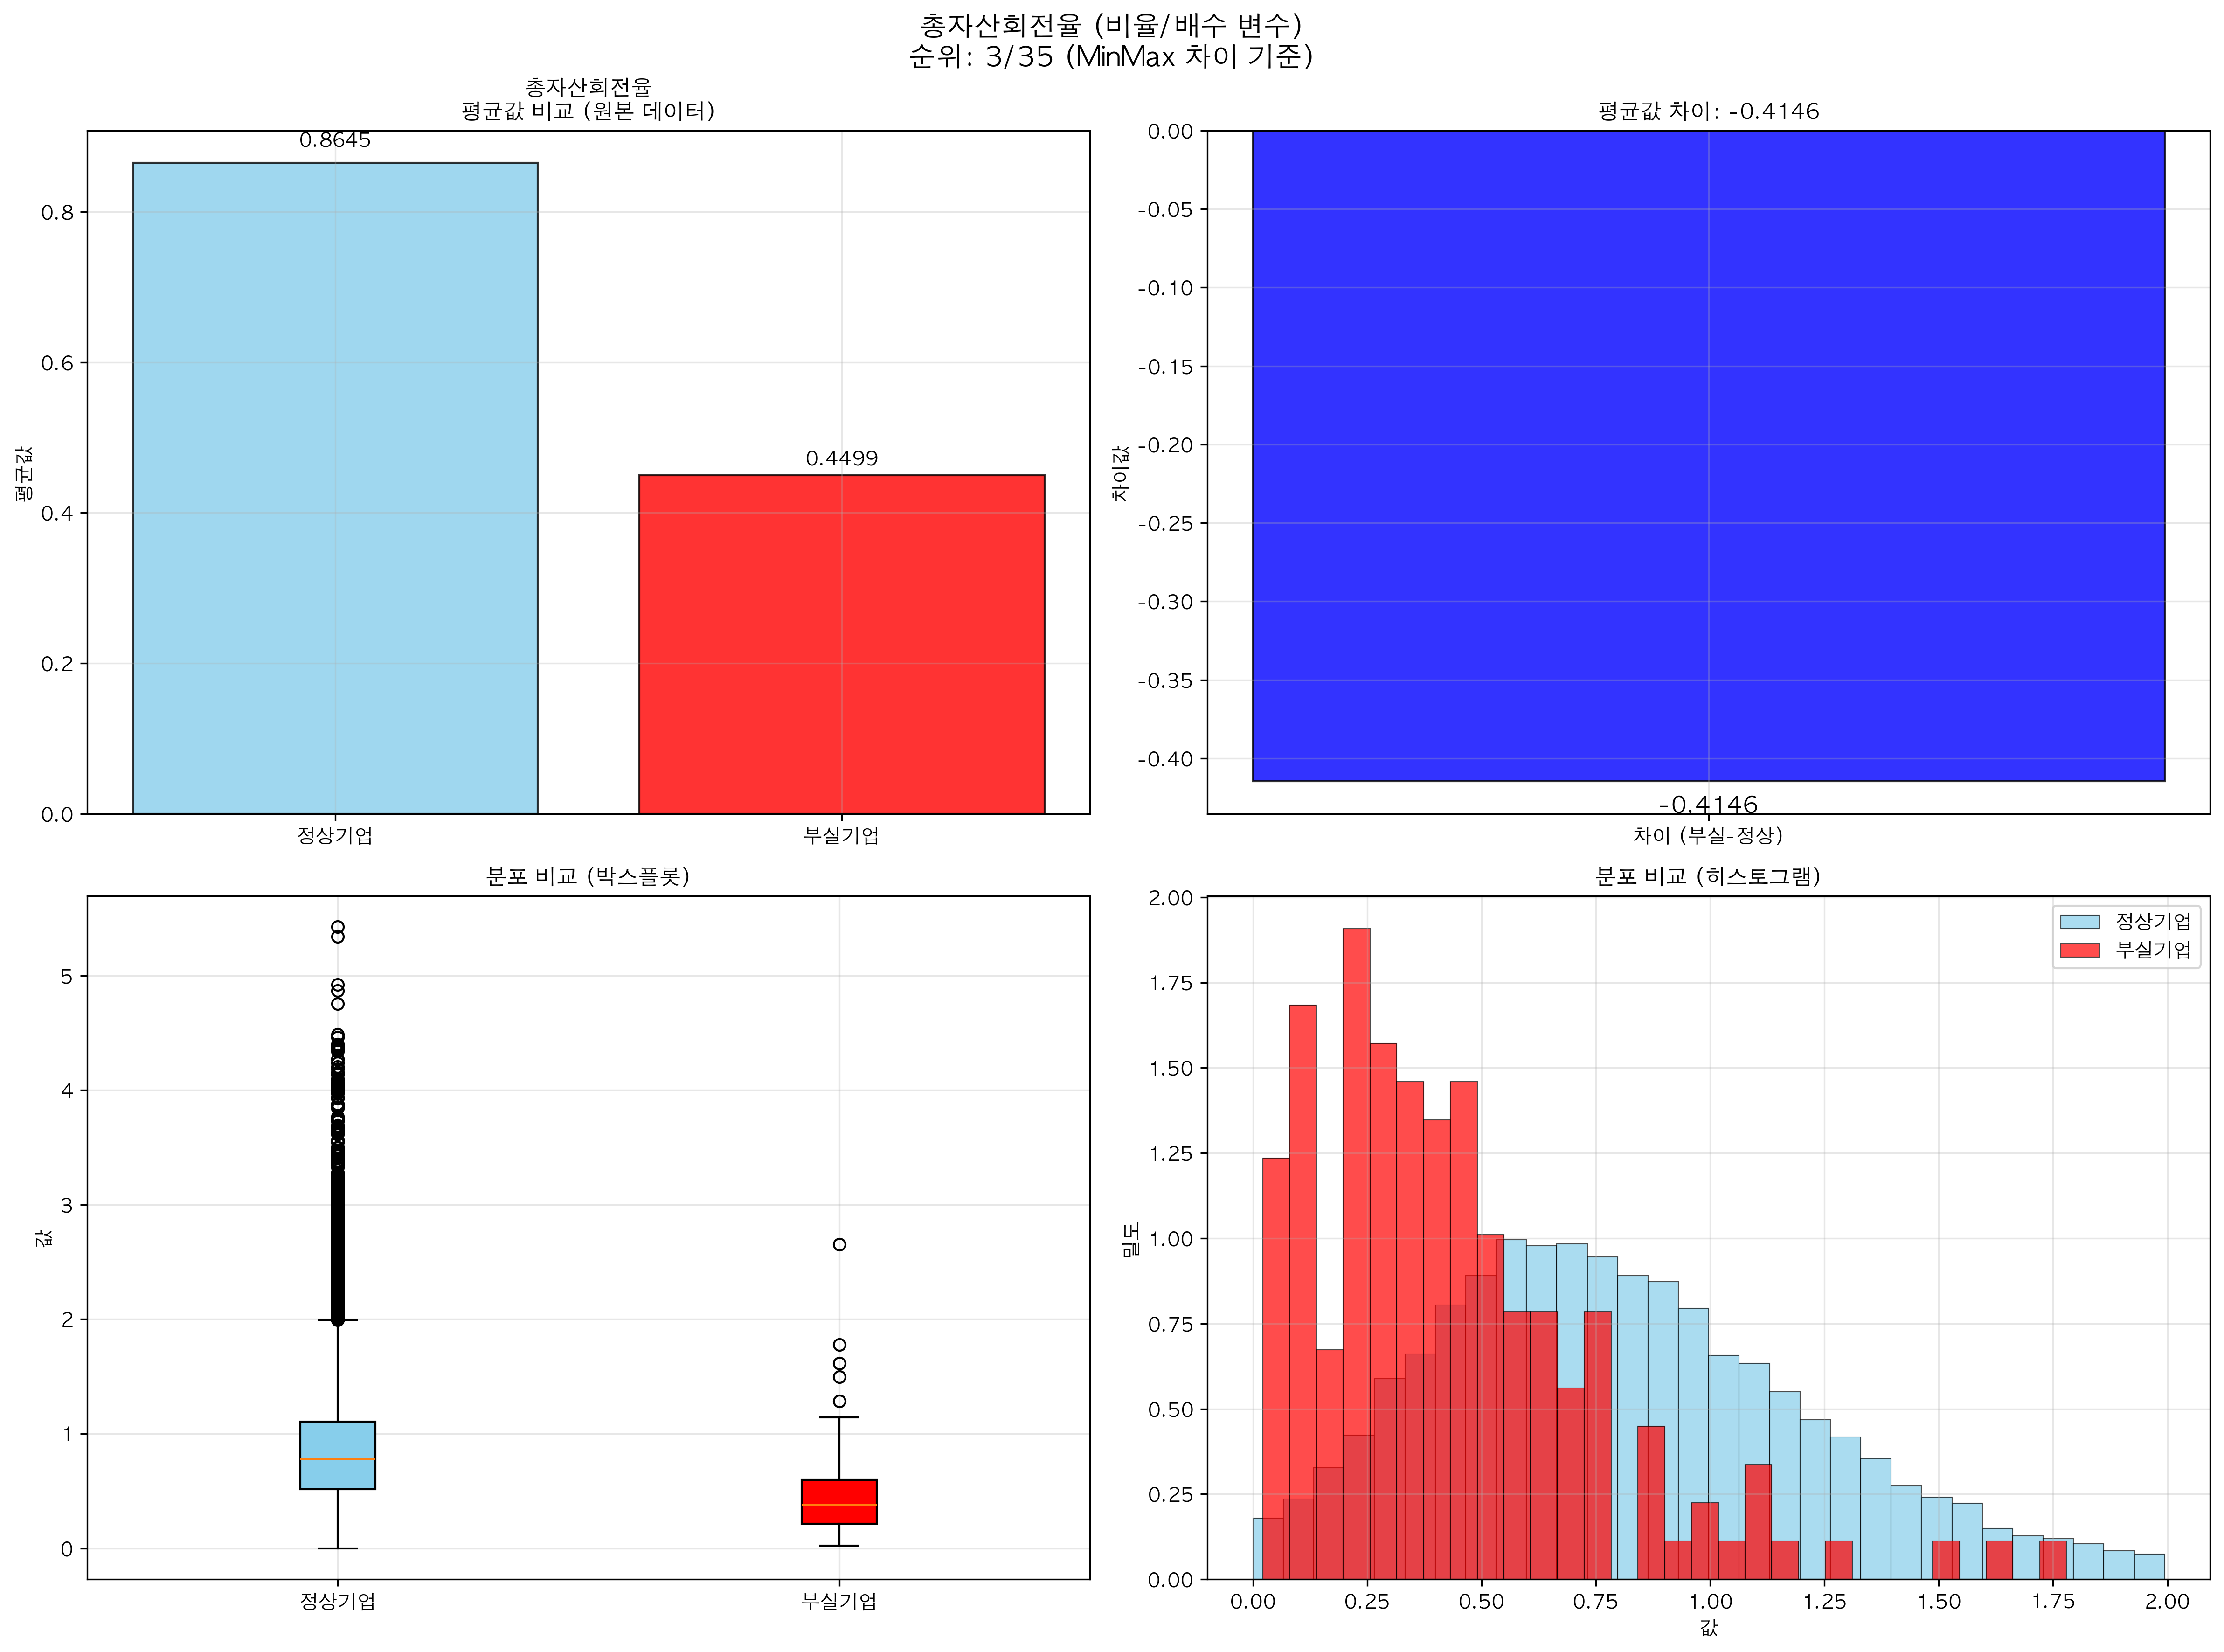 총자산회전율 (비율/배수 변수)
순위: 3/35 (MinMax 차이 기준)
총자산회전율
평균값 비교 (원본 데이터)
0.8645
0.4499
평균값
0.8
0.6
0.4
0.2
0.0
정상기업
부실기업
평균값 차이: -0.4146
차이값
0.00
-0.05
-0.10
-0.15
-0.20
-0.25
-0.30
-0.35
-0.40
-0.4146
차이 (부실-정상)
분포 비교 (박스플롯)
값
5
4
3
2
1
0
정상기업
부실기업
분포 비교 (히스토그램)
정상기업
부실기업
밀도
2.00
1.75
1.50
1.25
1.00
0.75
0.50
0.25
0.00
0.00
0.25
0.50
0.75
1.00
1.25
1.50
1.75
2.00
값